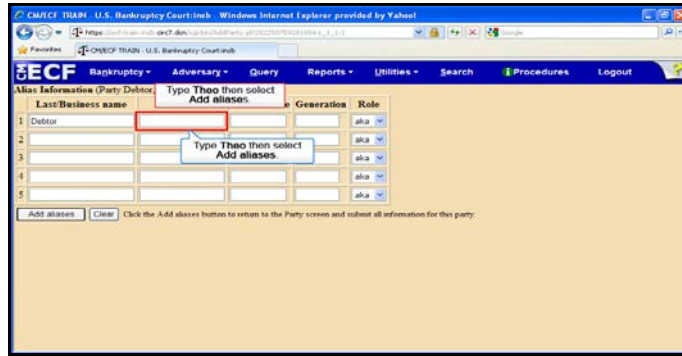 CM/ECF TRAIN - U.S. Bankruptcy Court:insb - Windows Internet Explorer provided by Yahoo!
Google
Favorites CM/ECF TRAIN - U.S. Bankruptcy Court:insb
ECF Bankruptcy Adversary Query Reports Utilities Search Procedures Logout
Alias Information (Party Debtor,
Type Theo then select
Add aliases.
Last/Business name e Generation Role
1 Debtor aka
Type Theo then select
Add aliases.
2 aka
3 aka
4 aka
5 aka
Add aliases Clear Click the Add aliases button to return to the Party screen and submit all information for this party.